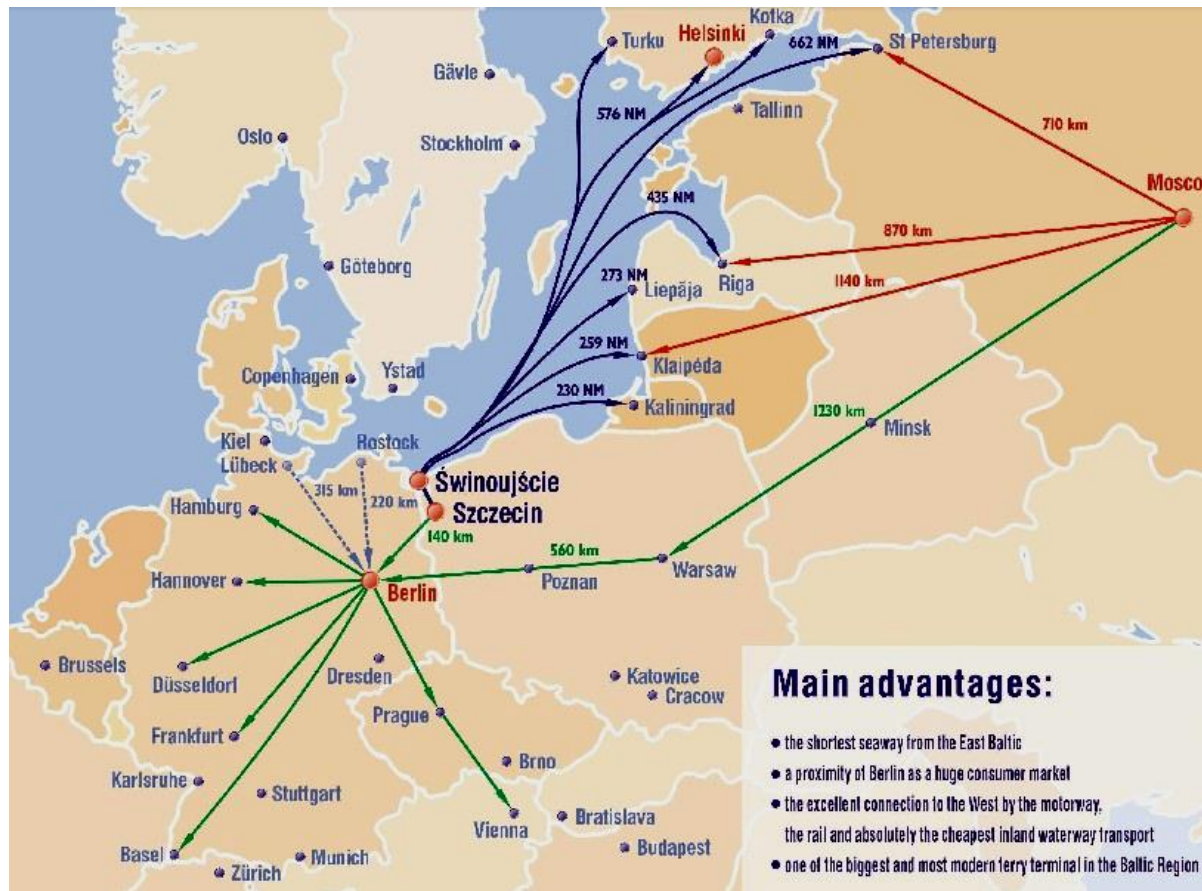 Kotka
Turku
Helsinki
662 NM
St Petersburg
Gävle
576 NM
Tallinn
Oslo
Stockholm
710 km
Mosco
435 NM
870 km
Göteborg
273 NM
Riga
Liepāja
1140 km
259 NM
Klaipéda
Copenhagen
Ystad
230 NM
Kaliningrad
1230 km
Minsk
Kiel
Rostock
Lübeck
315 km
220 km
Świnoujście
Szczecin
Hamburg
140 km
560 km
Warsaw
Hannover
Poznan
Berlin
Brussels
Düsseldorf
Dresden
Katowice
Cracow
Prague
Frankfurt
Brno
Karlsruhe
Stuttgart
Vienna
Bratislava
Basel
Munich
Budapest
Zürich
Main advantages:
• the shortest seaway from the East Baltic
• a proximity of Berlin as a huge consumer market
• the excellent connection to the West by the motorway,
the rail and absolutely the cheapest inland waterway transport
• one of the biggest and most modern ferry terminal in the Baltic Region